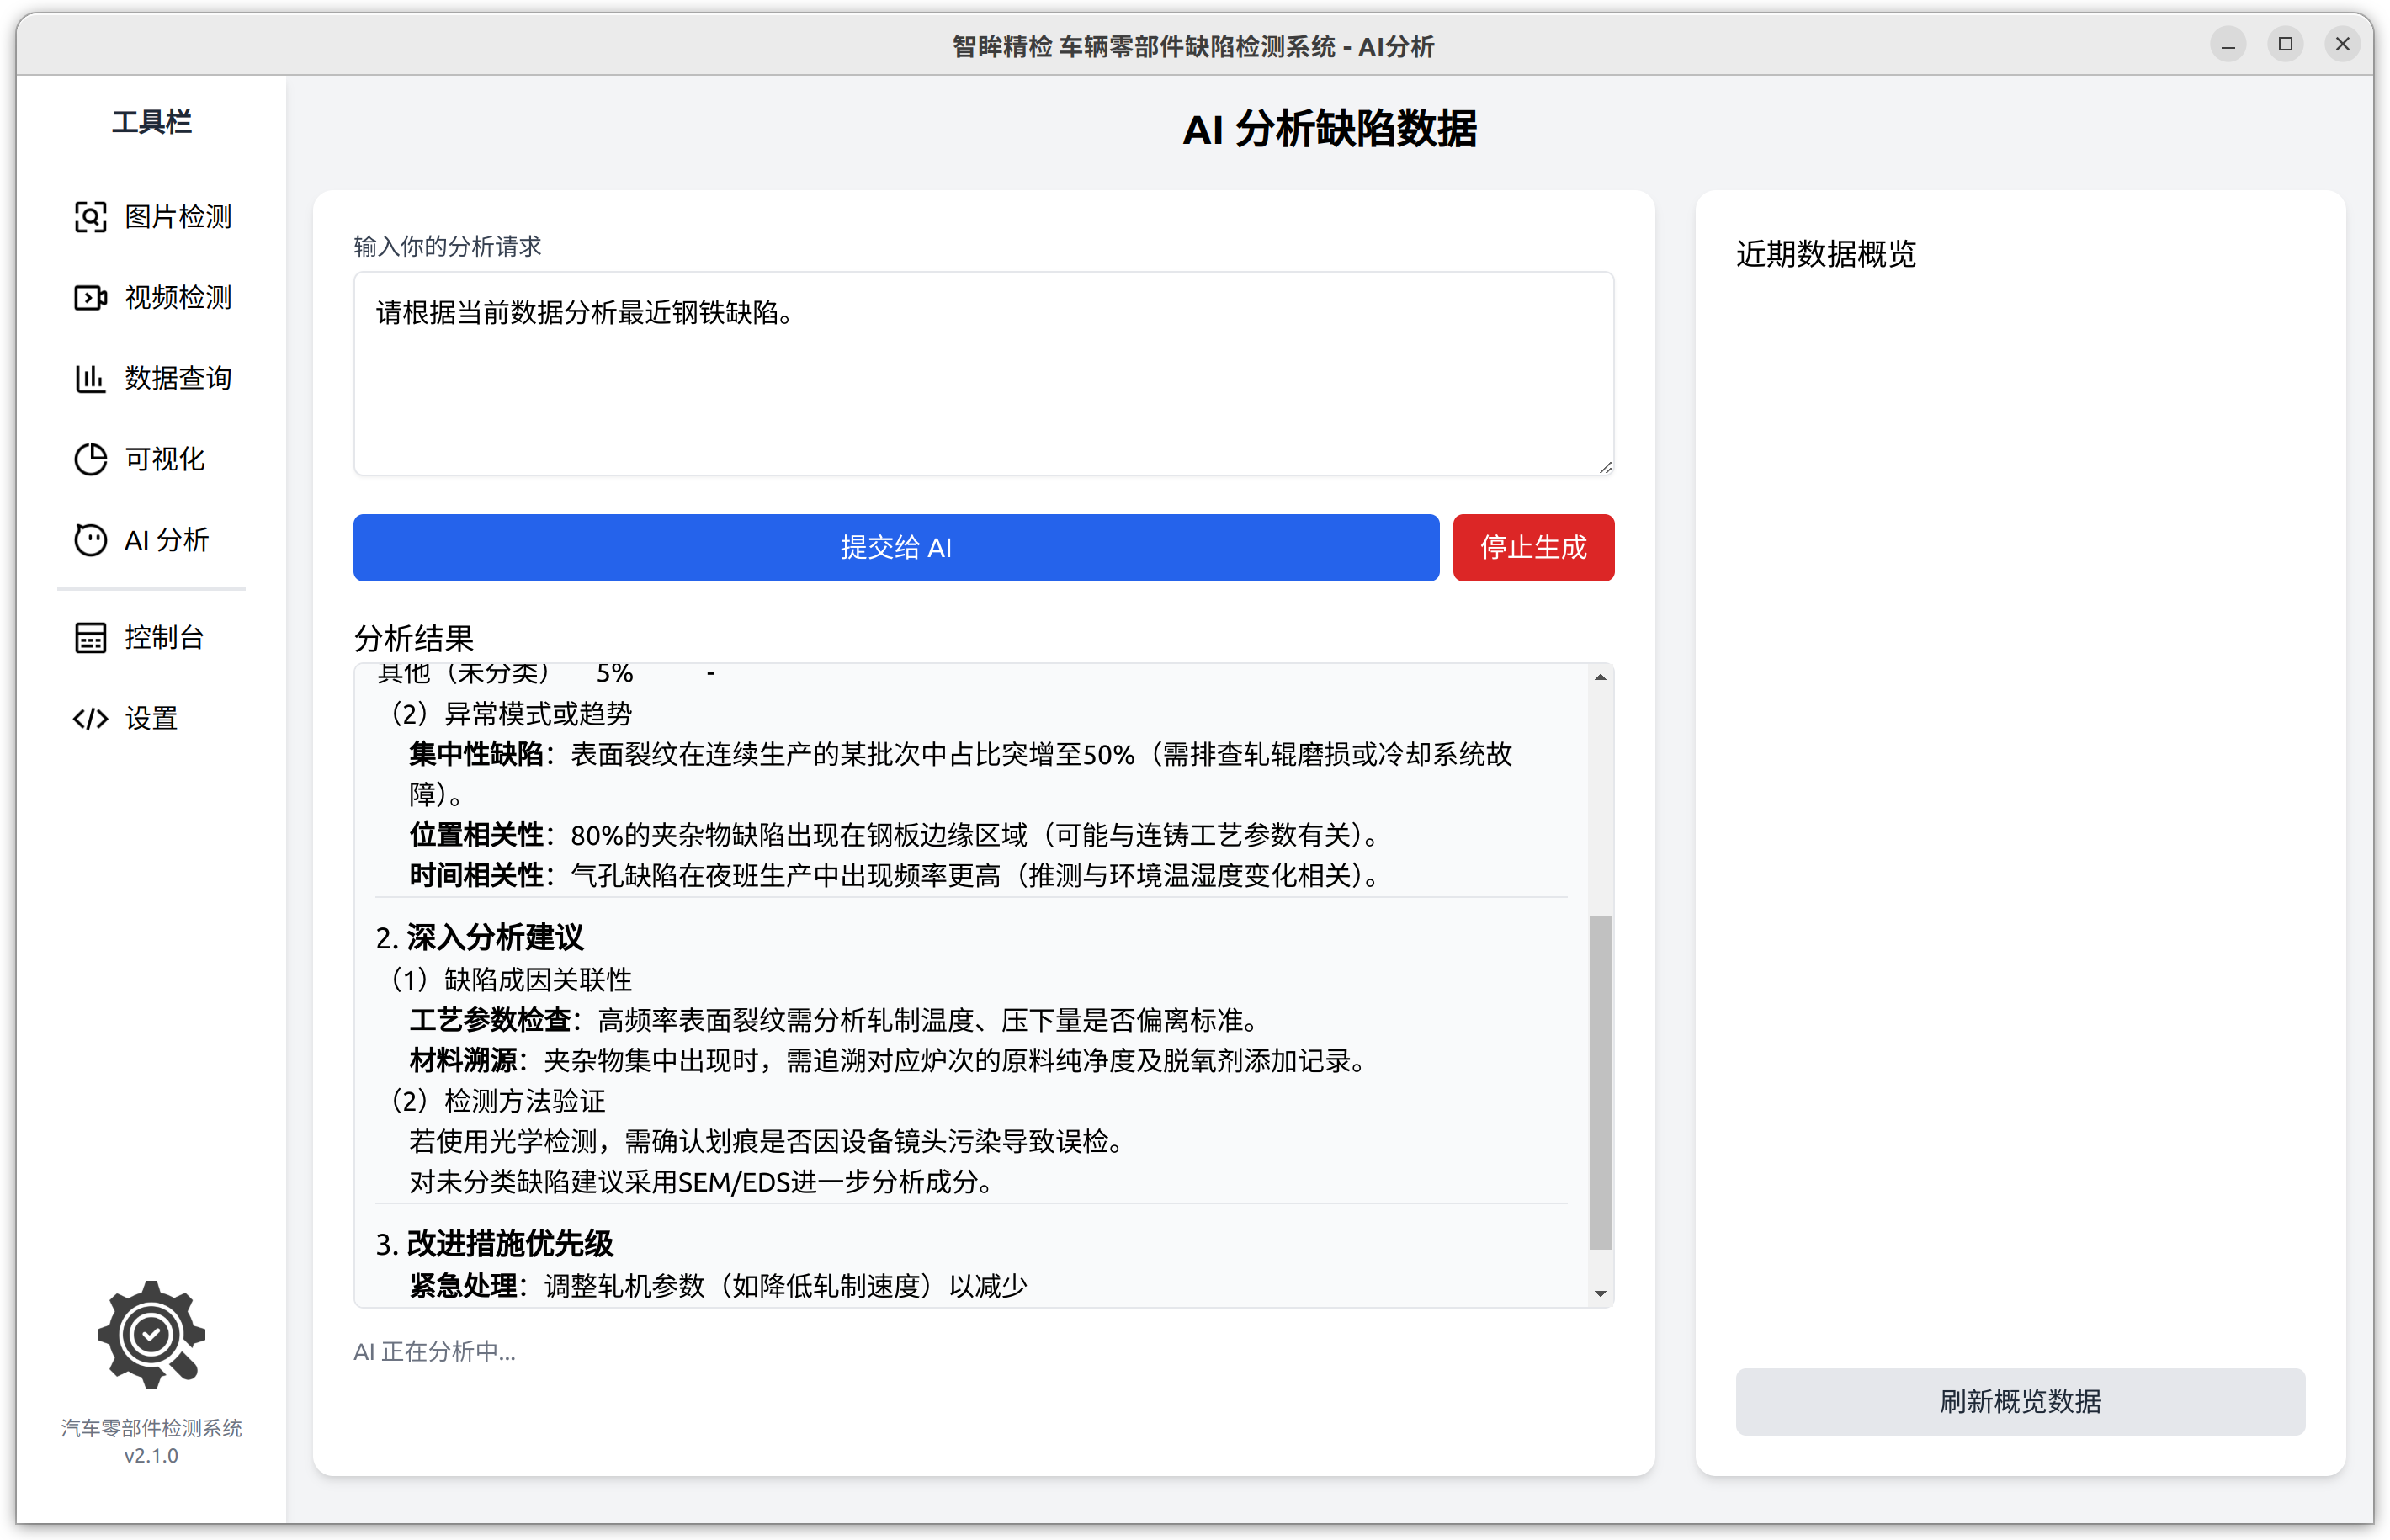 智眸精检 车辆零部件缺陷检测系统 - AI分析
工具栏
图片检测
视频检测
数据查询
可视化
AI 分析
控制台
设置
汽车零部件检测系统
v2.1.0
AI 分析缺陷数据
输入你的分析请求
请根据当前数据分析最近钢铁缺陷。
提交给 AI
停止生成
分析结果
其他（未分类） 5% -
（2）异常模式或趋势
集中性缺陷：表面裂纹在连续生产的某批次中占比突增至50%（需排查轧辊磨损或冷却系统故
障）。
位置相关性：80%的夹杂物缺陷出现在钢板边缘区域（可能与连铸工艺参数有关）。
时间相关性：气孔缺陷在夜班生产中出现频率更高（推测与环境温湿度变化相关）。
2. 深入分析建议
（1）缺陷成因关联性
工艺参数检查：高频率表面裂纹需分析轧制温度、压下量是否偏离标准。
材料溯源：夹杂物集中出现时，需追溯对应炉次的原料纯净度及脱氧剂添加记录。
（2）检测方法验证
若使用光学检测，需确认划痕是否因设备镜头污染导致误检。
对未分类缺陷建议采用SEM/EDS进一步分析成分。
3. 改进措施优先级
紧急处理：调整轧机参数（如降低轧制速度）以减少
AI 正在分析中...
近期数据概览
刷新概览数据